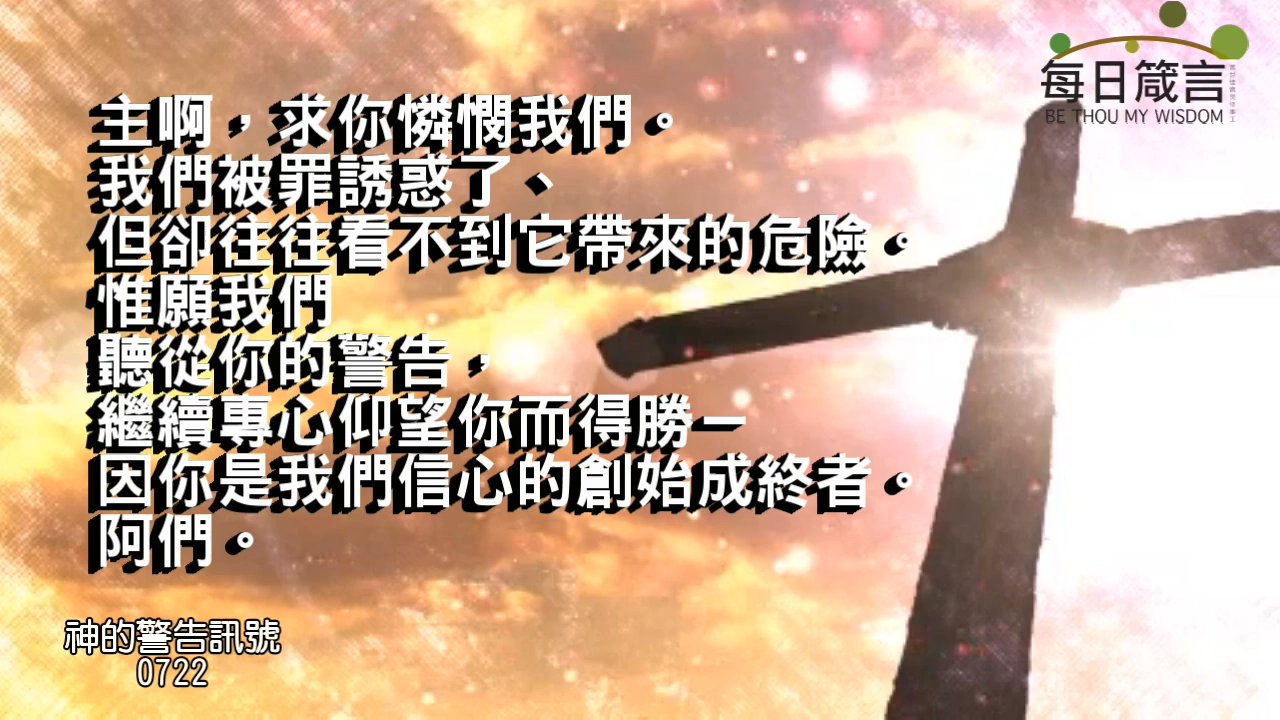 每日箴言
BE THOU MY WISDOM
主啊，求你憐憫我們。
我們被罪誘惑了、
但卻往往看不到它帶來的危險。
惟願我們
聽從你的警告，
繼續專心仰望你而得勝—
因你是我們信心的創始成終者。
阿們。
神的警告訊號
0722